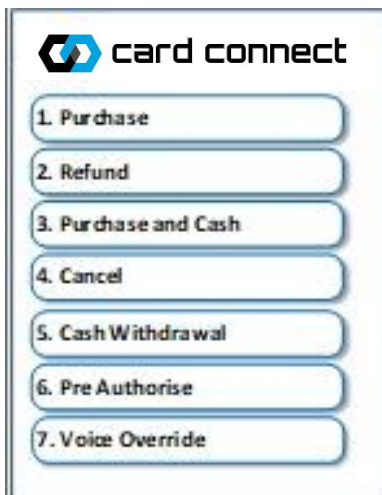 card connect
1. Purchase
2. Refund
3. Purchase and Cash
4. Cancel
5. Cash Withdrawal
6. Pre Authorise
7. Voice Override